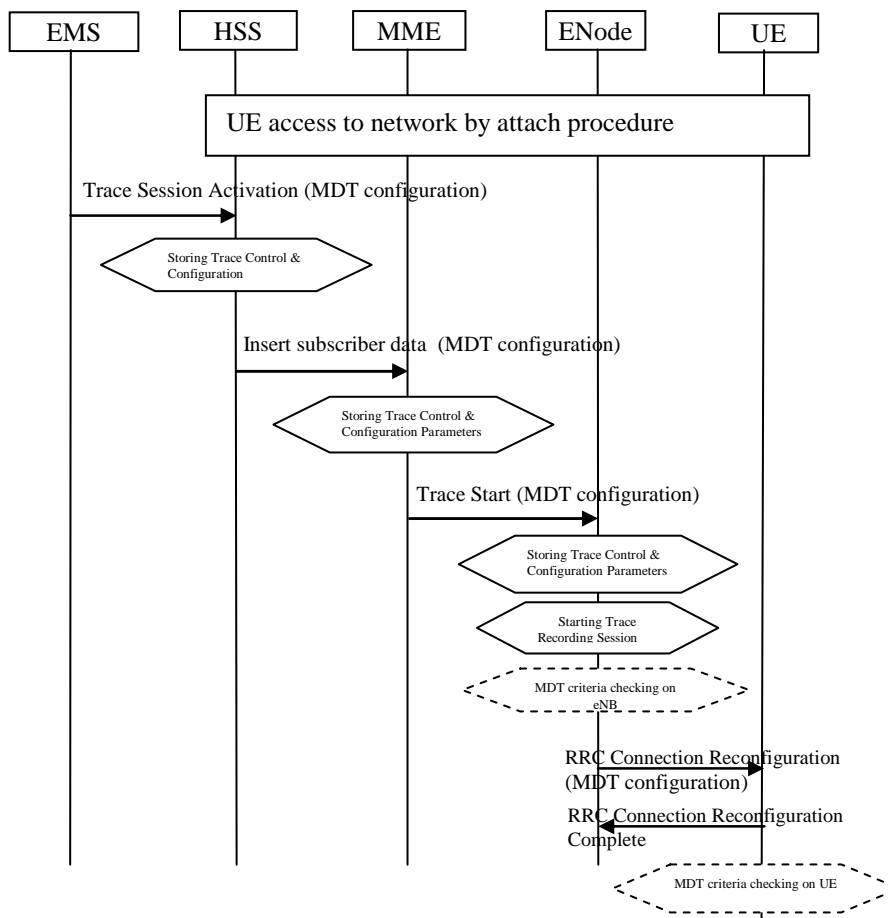 EMS
HSS
MME
ENode
UE
UE access to network by attach procedure
Trace Session Activation (MDT configuration)
Storing Trace Control &
Configuration
Insert subscriber data (MDT configuration)
Storing Trace Control &
Configuration Parameters
Trace Start (MDT configuration)
Storing Trace Control &
Configuration Parameters
Starting Trace
Recording Session
MDT criteria checking on
eNB
RRC Connection Reconfiguration
(MDT configuration)
RRC Connection Reconfiguration
Complete
MDT criteria checking on UE